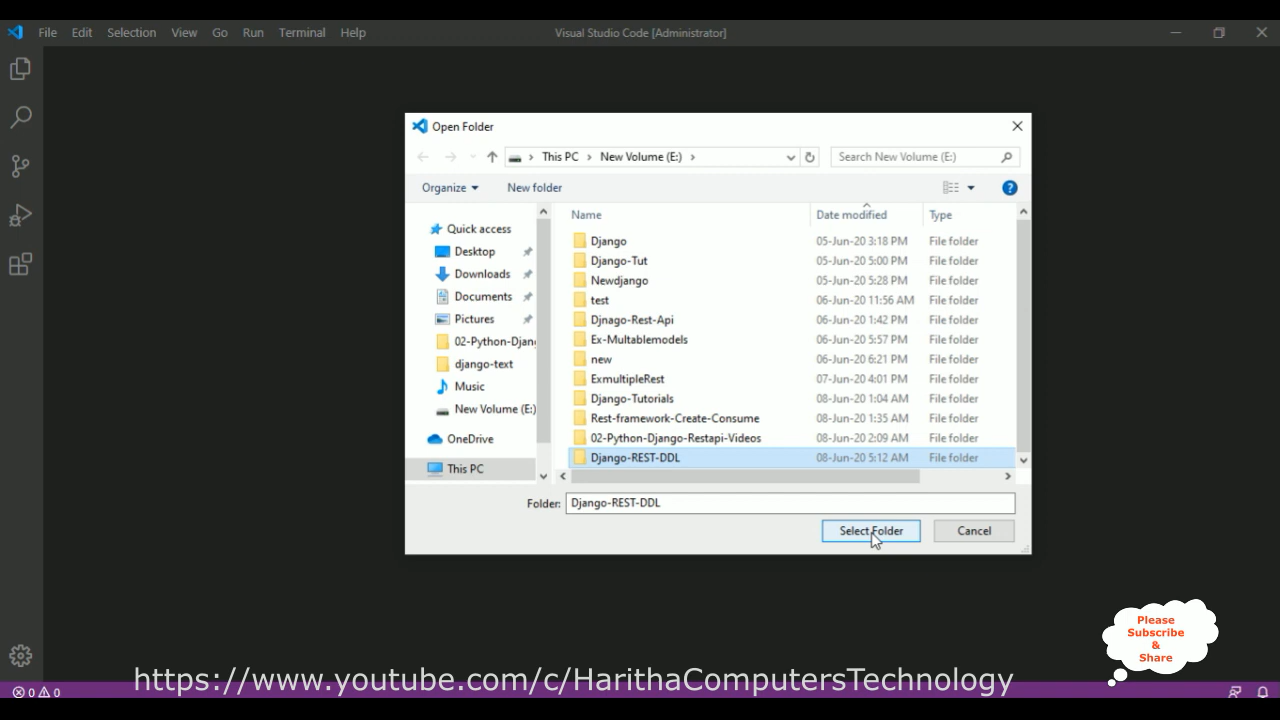 File Edit Selection View Go Run Terminal Help
Visual Studio Code [Administrator]
Open Folder
This PC > New Volume (E:) >
Search New Volume (E:)
Organize
New folder
Name Date modified Type
Quick access
Desktop
Downloads
Documents
Pictures
02-Python-Djan
django-text
Music
New Volume (E:)
OneDrive
This PC
Django 05-Jun-20 3:18 PM File folder
Django-Tut 05-Jun-20 5:00 PM File folder
Newdjango 05-Jun-20 5:28 PM File folder
test 06-Jun-20 11:56 AM File folder
Djnago-Rest-Api 06-Jun-20 1:42 PM File folder
Ex-Multablemodels 06-Jun-20 5:57 PM File folder
new 06-Jun-20 6:21 PM File folder
ExmultipleRest 07-Jun-20 4:01 PM File folder
Django-Tutorials 08-Jun-20 1:04 AM File folder
Rest-framework-Create-Consume 08-Jun-20 1:35 AM File folder
02-Python-Django-Restapi-Videos 08-Jun-20 2:09 AM File folder
Django-REST-DDL 08-Jun-20 5:12 AM File folder
Folder: Django-REST-DDL
Select Folder Cancel
Please
Subscribe
&
Share
https://www.youtube.com/c/HarithaComputersTechnology
0 0